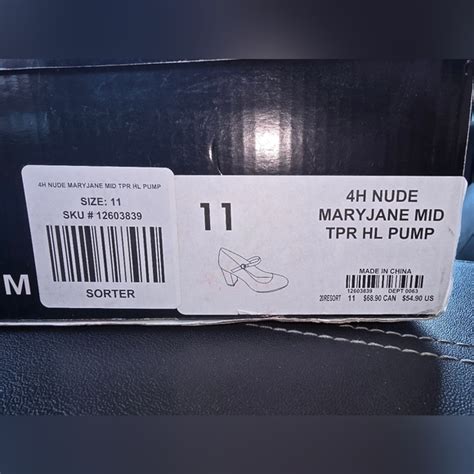 4H NUDE MARYJANE MID TPR HL PUMP
SIZE: 11
SKU # 12603839
SORTER
M
11
4H NUDE
MARYJANE MID
TPR HL PUMP
MADE IN CHINA
12603839 DEPT 0063
20RESORT 11 $68.90 CAN $54.90 US